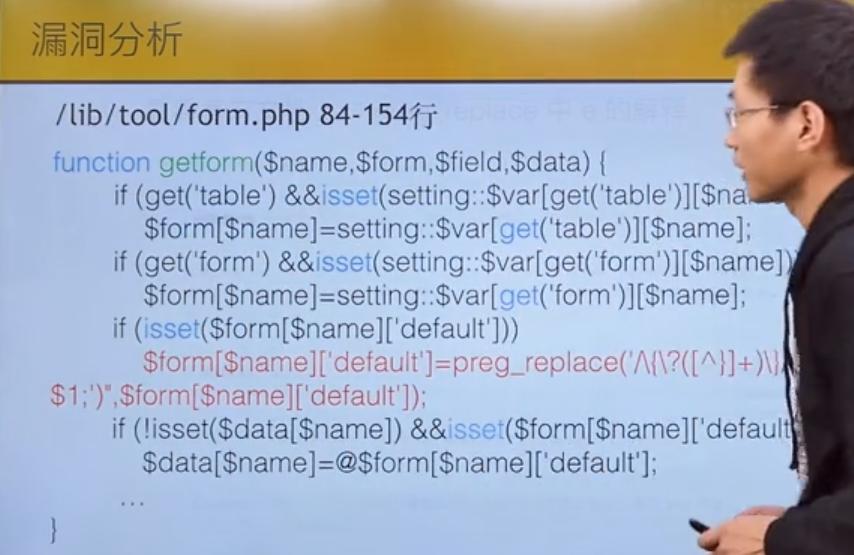 漏洞分析
/lib/tool/form.php 84-154行
function getform($name,$form,$field,$data) {
if (get('table') &&isset(setting::$var[get('table')][$na
$form[$name]=setting::$var[get('table')][$name];
if (get('form') &&isset(setting::$var[get('form')][$name])
$form[$name]=setting::$var[get('form')][$name];
if (isset($form[$name]['default']))
$form[$name]['default']=preg_replace('/\{\?([^}]+)\}
$1;')",$form[$name]['default']);
if (!isset($data[$name]) &&isset($form[$name]['default
$data[$name]=@$form[$name]['default'];
...
}